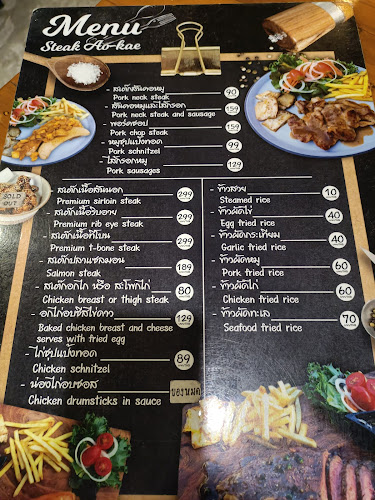 Menu
Steak Ao-kae
- สเต๊กสันคอหมู 90
Pork neck steak
- สันคอหมูและไส้กรอก 159
Pork neck steak and sausage
- พอร์คชอป 159
Pork chop steak
- หมูชุปแป้งทอด 99
Pork schnitzel
- ไส้กรอกหมู 129
Pork sausages
SOLD
OUT
- สเต๊กเนื้อสันนอก 299
Premium sirloin steak
- สเต๊กเนื้อริบอาย 299
Premium rib eye steak
- สเต๊กเนื้อทีโบน 299
Premium t-bone steak
- สเต๊กปลาแซลมอน 189
Salmon steak
- สเต๊กอกไก่ หรือ สะโพกไก่ 80
Chicken breast or thigh steak
- อกไก่อบชีสไข่ดาว 129
Baked chicken breast and cheese
serves with fried egg
- ไก่ชุปแป้งทอด 89
Chicken schnitzel
- น่องไก่อบซอส ของหมด
Chicken drumsticks in sauce
- ข้าวสวย 10
Steamed rice
- ข้าวผัดไข่ 40
Egg fried rice
- ข้าวผัดกระเทียม 40
Garlic fried rice
- ข้าวผัดหมู 60
Pork fried rice
- ข้าวผัดไก่ 60
Chicken fried rice
- ข้าวผัดทะเล 70
Seafood fried rice